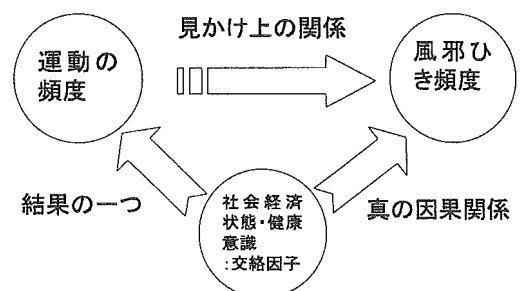 見かけ上の関係
運動の
頻度
風邪ひ
き頻度
結果の一つ
社会経済
状態・健康
意識
:交絡因子
真の因果関係